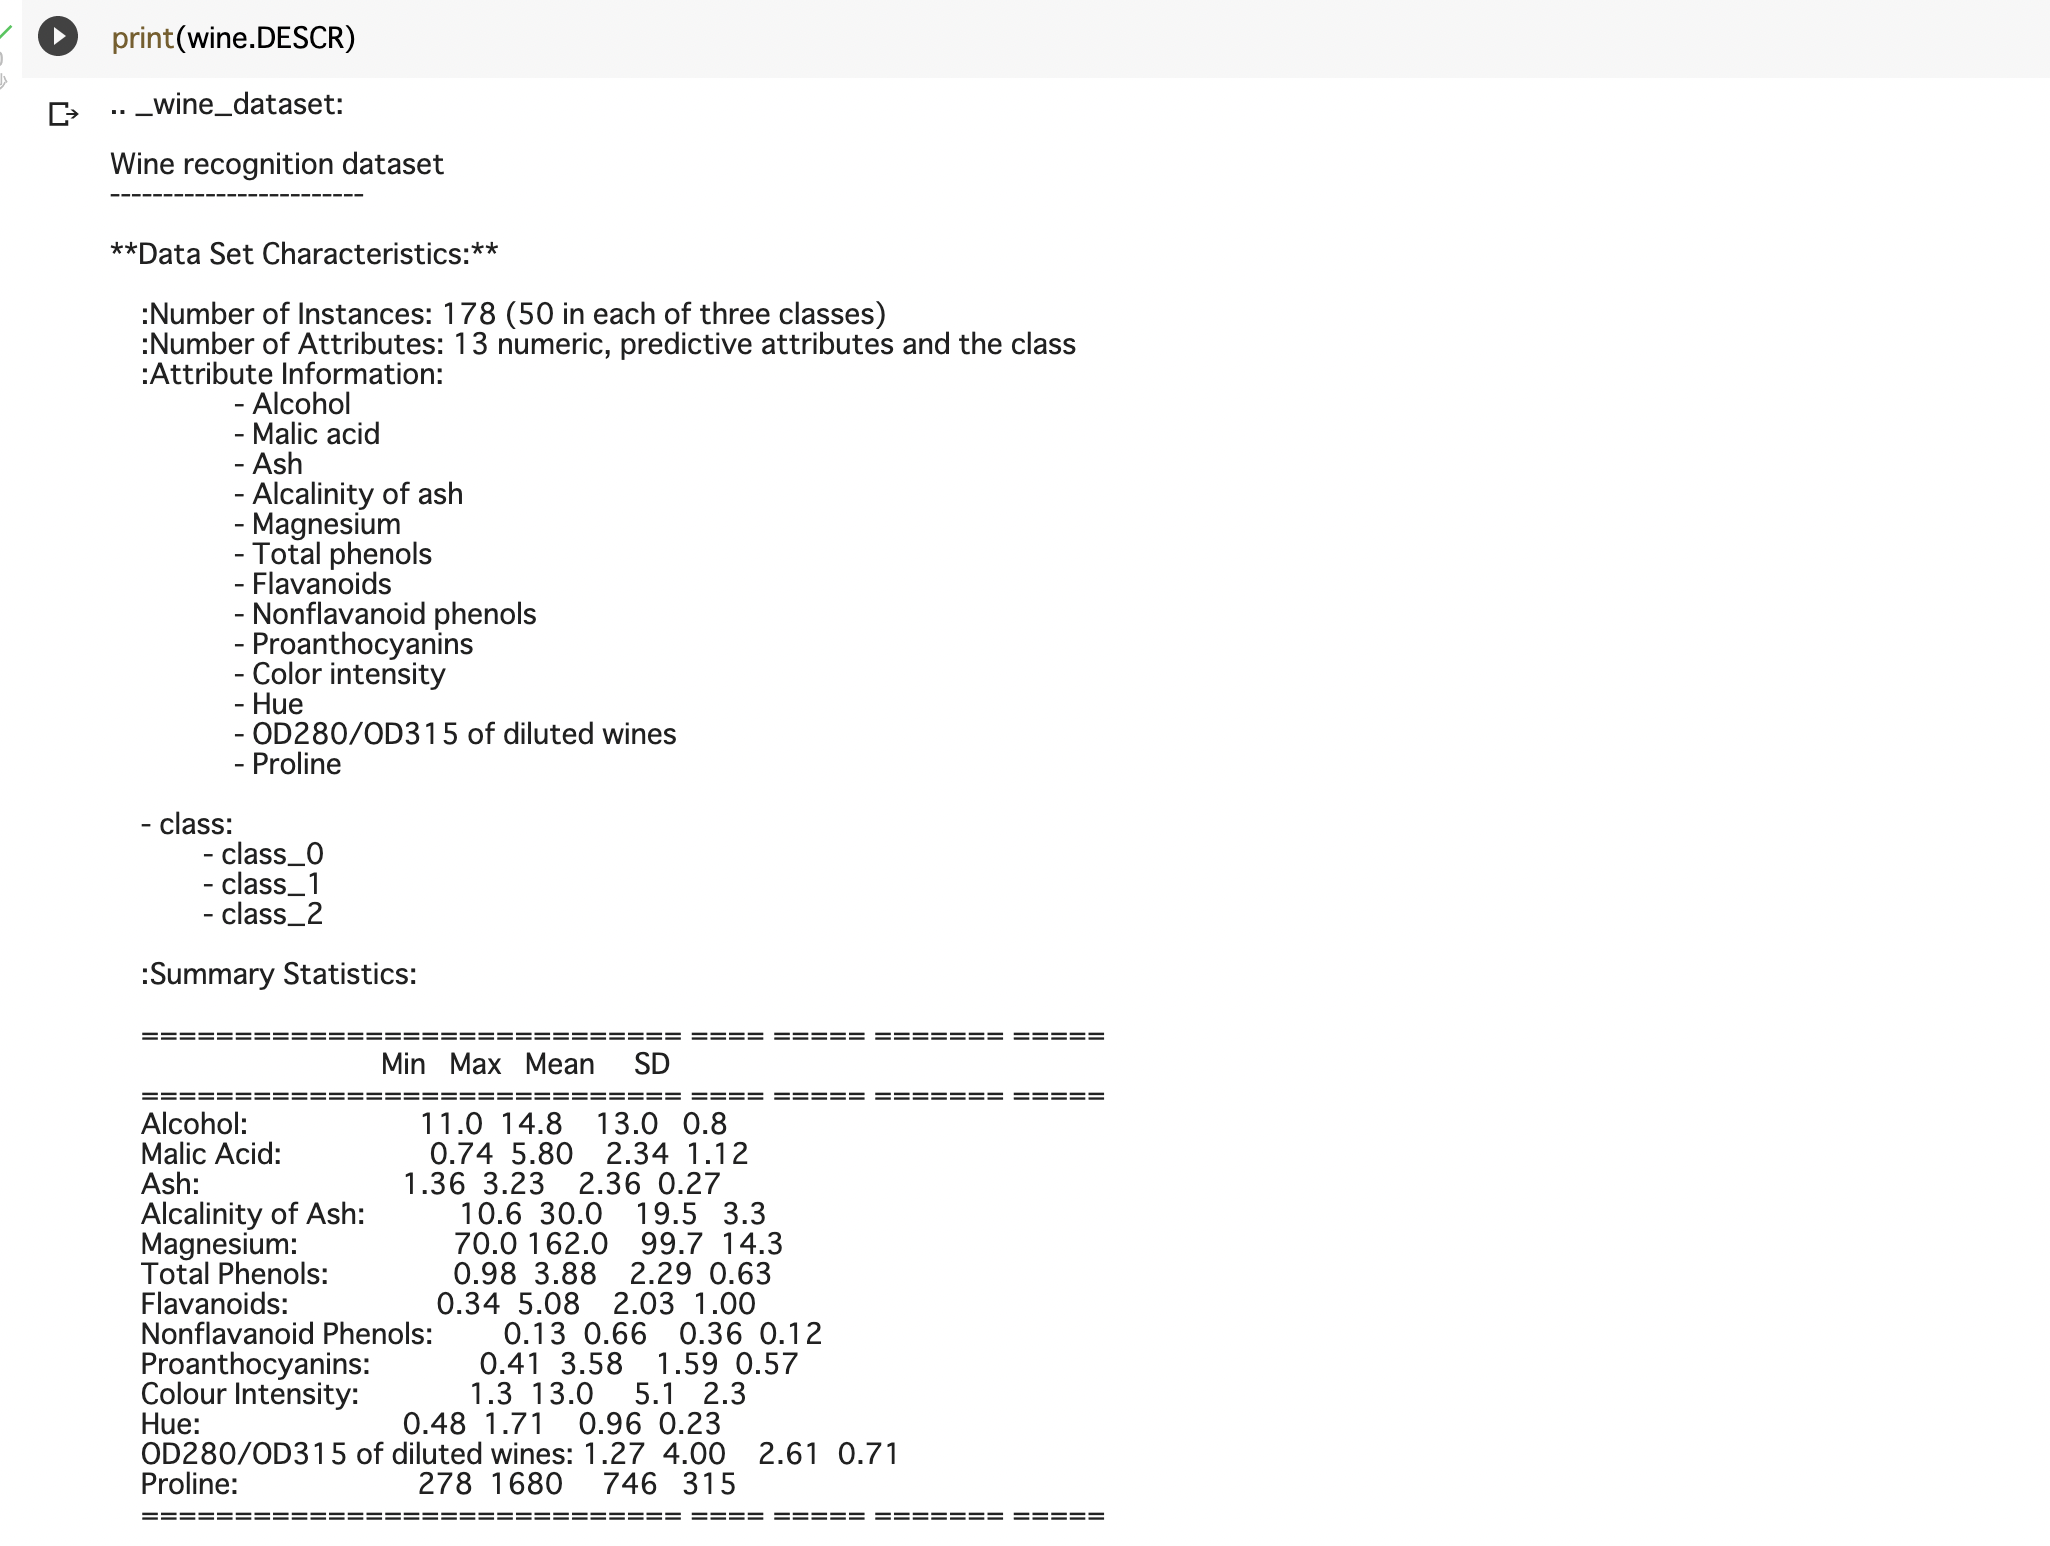 print(wine.DESCR)
.. _wine_dataset:
Wine recognition dataset
------------------------
**Data Set Characteristics:**
:Number of Instances: 178 (50 in each of three classes)
:Number of Attributes: 13 numeric, predictive attributes and the class
:Attribute Information:
- Alcohol
- Malic acid
- Ash
- Alcalinity of ash
- Magnesium
- Total phenols
- Flavanoids
- Nonflavanoid phenols
- Proanthocyanins
- Color intensity
- Hue
- OD280/OD315 of diluted wines
- Proline
- class:
- class_0
- class_1
- class_2
:Summary Statistics:
============================= ==== ===== ======= =====
Min Max Mean SD
============================= ==== ===== ======= =====
Alcohol: 11.0 14.8 13.0 0.8
Malic Acid: 0.74 5.80 2.34 1.12
Ash: 1.36 3.23 2.36 0.27
Alcalinity of Ash: 10.6 30.0 19.5 3.3
Magnesium: 70.0 162.0 99.7 14.3
Total Phenols: 0.98 3.88 2.29 0.63
Flavanoids: 0.34 5.08 2.03 1.00
Nonflavanoid Phenols: 0.13 0.66 0.36 0.12
Proanthocyanins: 0.41 3.58 1.59 0.57
Colour Intensity: 1.3 13.0 5.1 2.3
Hue: 0.48 1.71 0.96 0.23
OD280/OD315 of diluted wines: 1.27 4.00 2.61 0.71
Proline: 278 1680 746 315
============================= ==== ===== ======= =====